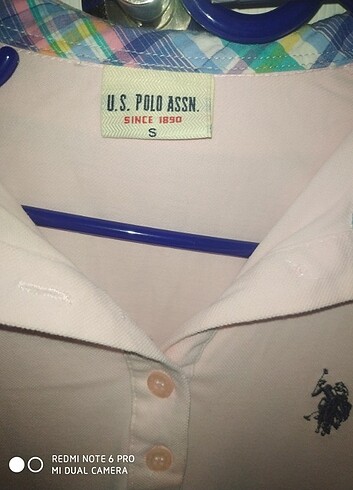 U.S. POLO ASSN.
SINCE 1890
S
REDMI NOTE 6 PRO
MI DUAL CAMERA